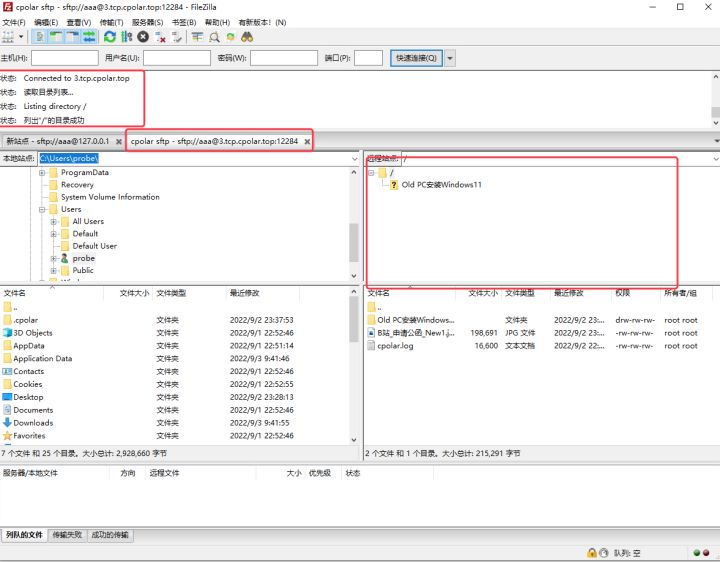 cpolar sftp - sftp://aaa@3.tcp.cpolar.top:12284 - FileZilla
文件(F) 编辑(E) 查看(V) 传输(T) 服务器(S) 书签(B) 帮助(H) 有新版本! (N)
主机(H): 用户名(U): 密码(W): 端口(P): 快速连接(Q)
状态: Connected to 3.tcp.cpolar.top
状态: 读取目录列表...
状态: Listing directory /
状态: 列出"/"的目录成功
新站点 - sftp://aaa@127.0.0.1 cpolar sftp - sftp://aaa@3.tcp.cpolar.top:12284
本地站点: C:\Users\probe\
ProgramData
Recovery
System Volume Information
Users
All Users
Default
Default User
probe
Public
远程站点: /
/
Old PC安装Windows11
文件名 文件大小 文件类型 最近修改
..
.cpolar 文件夹 2022/9/2 23:37:53
3D Objects 文件夹 2022/9/1 22:52:46
AppData 文件夹 2022/9/1 22:51:14
Application Data 文件夹 2022/9/3 9:41:46
Contacts 文件夹 2022/9/1 22:52:46
Cookies 文件夹 2022/9/1 22:52:55
Desktop 文件夹 2022/9/2 23:28:13
Documents 文件夹 2022/9/1 22:52:46
Downloads 文件夹 2022/9/3 9:41:55
Favorites 文件夹 2022/9/1 22:52:46
7 个文件 和 25 个目录。大小总计: 2,928,660 字节
文件名 文件大小 文件类型 最近修改 权限 所有者/组
..
Old PC安装Windows... 文件夹 2022/9/2 23:... drw-rw-rw- root root
B站_申请公函_New1.j... 198,691 JPG 文件 2022/9/2 23:... -rw-rw-rw- root root
cpolar.log 16,600 文本文档 2022/9/2 22:... -rw-rw-rw- root root
2 个文件 和 1 个目录。大小总计: 215,291 字节
服务器/本地文件 方向 远程文件 大小 优先级 状态
列队的文件 传输失败 成功的传输
队列: 空